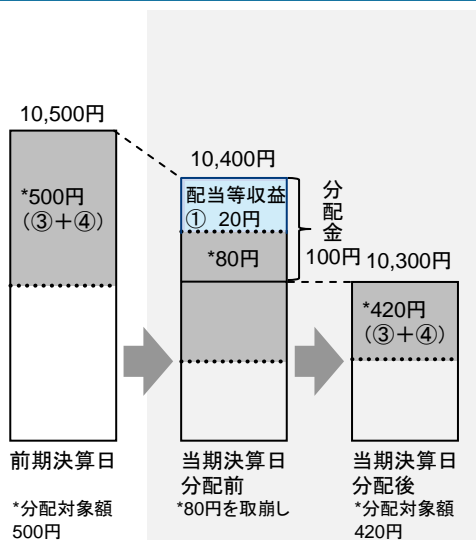 10,500円
*500円
(③+④)
前期決算日
*分配対象額
500円
10,400円
配当等収益
① 20円
*80円
分配金
100円
当期決算日
分配前
*80円を取崩し
10,300円
*420円
(③+④)
当期決算日
分配後
*分配対象額
420円